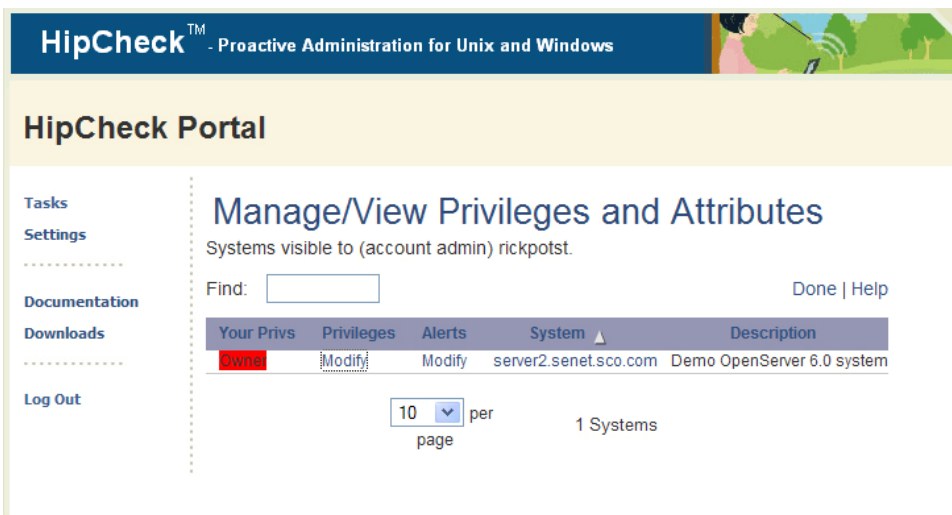 HipCheck™ - Proactive Administration for Unix and Windows
HipCheck Portal
Tasks
Settings
Documentation
Downloads
Log Out
Manage/View Privileges and Attributes
Systems visible to (account admin) rickpotst.
Find:
Done | Help
Your Privs Privileges Alerts System Description
Owner Modify Modify server2.senet.sco.com Demo OpenServer 6.0 system
10 per
page
1 Systems